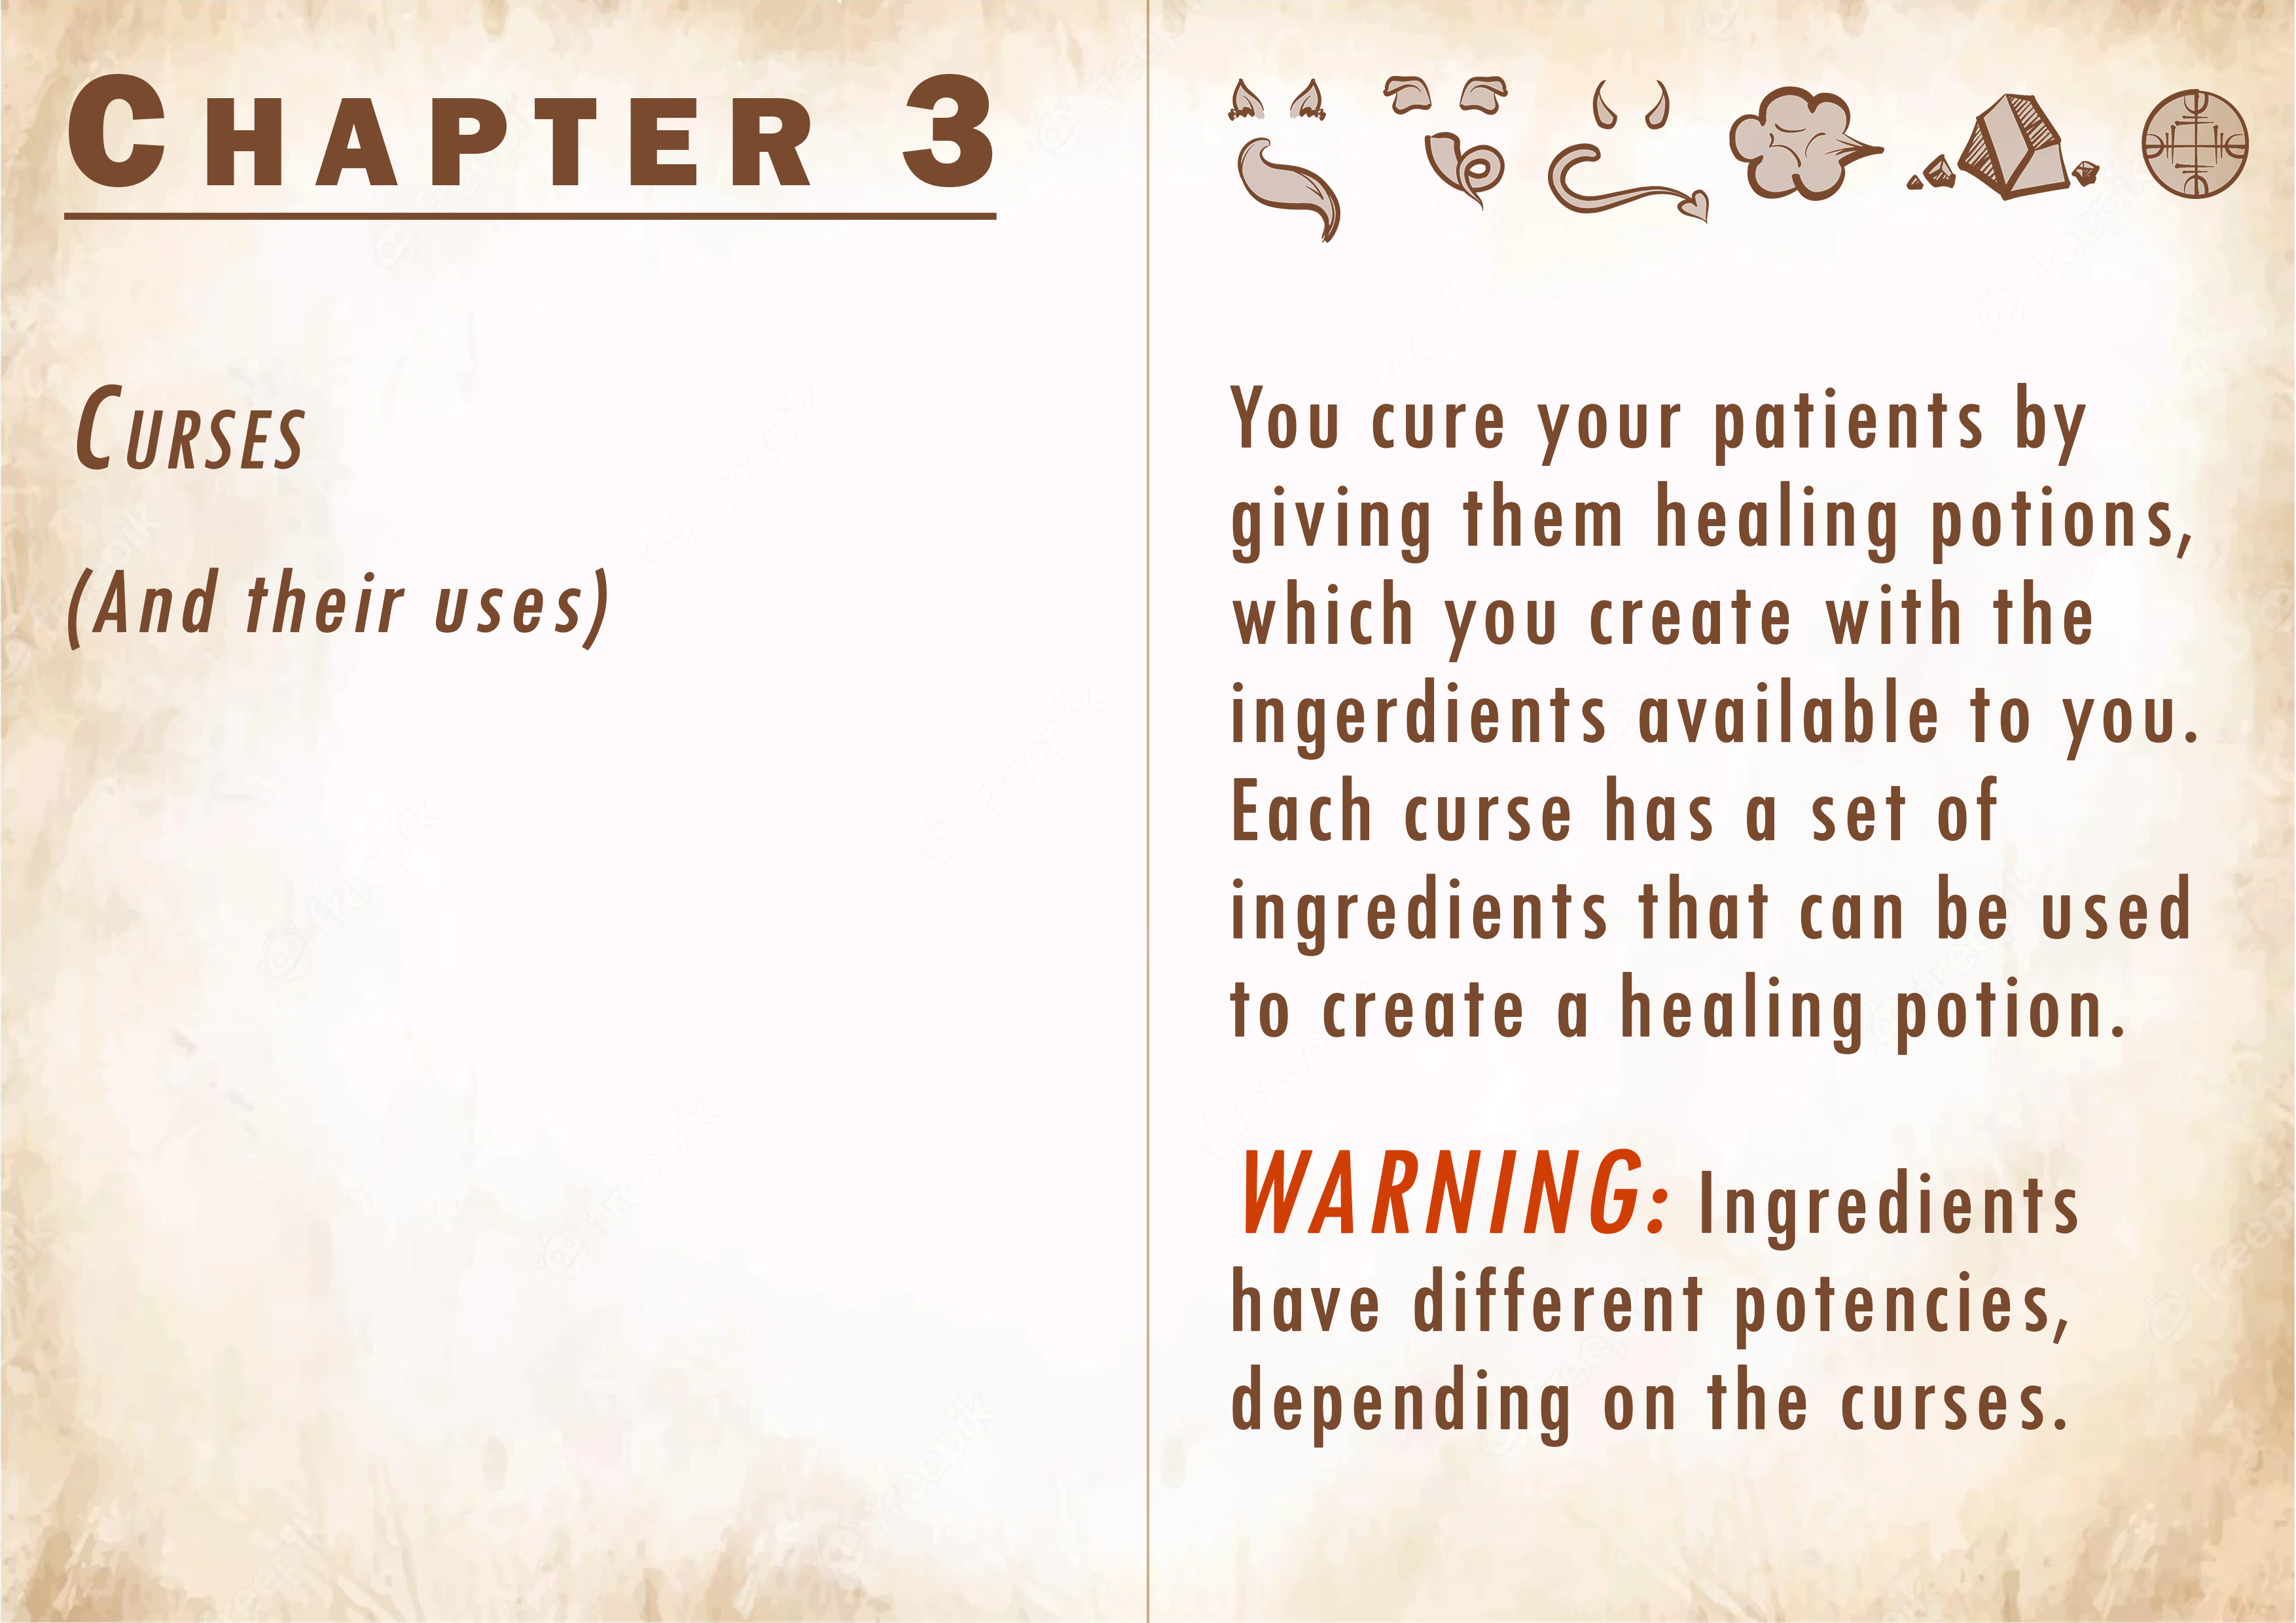 CHAPTER 3
CURSES
(And their uses)
You cure your patients by
giving them healing potions,
which you create with the
ingerdients available to you.
Each curse has a set of
ingredients that can be used
to create a healing potion.
WARNING: Ingredients
have different potencies,
depending on the curses.
freepik